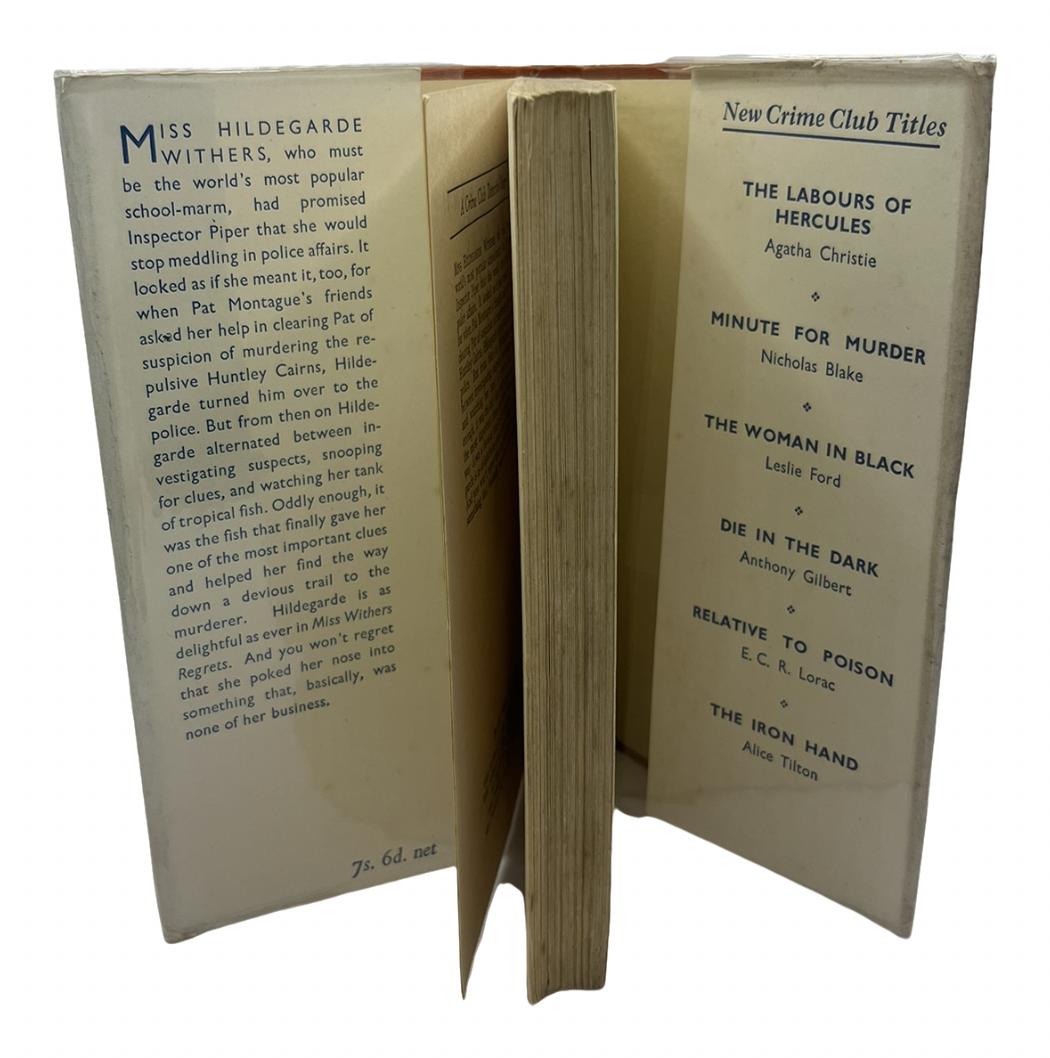 MISS HILDEGARDE
WITHERS, who must
be the world's most popular
school-marm, had promised
Inspector Piper that she would
stop meddling in police affairs. It
looked as if she meant it, too, for
when Pat Montague's friends
asked her help in clearing Pat of
suspicion of murdering the re-
pulsive Huntley Cairns, Hilde-
garde turned him over to the
police. But from then on Hilde-
garde alternated between in-
vestigating suspects, snooping
for clues, and watching her tank
of tropical fish. Oddly enough, it
was the fish that finally gave her
one of the most important clues
and helped her find the way
down a devious trail to the
murderer. Hildegarde is as
delightful as ever in Miss Withers
Regrets. And you won't regret
that she poked her nose into
something that, basically, was
none of her business.
7s. 6d. net
A Crime Club
New Crime Club Titles
THE LABOURS OF
HERCULES
Agatha Christie
MINUTE FOR MURDER
Nicholas Blake
THE WOMAN IN BLACK
Leslie Ford
DIE IN THE DARK
Anthony Gilbert
RELATIVE TO POISON
E. C. R. Lorac
THE IRON HAND
Alice Tilton